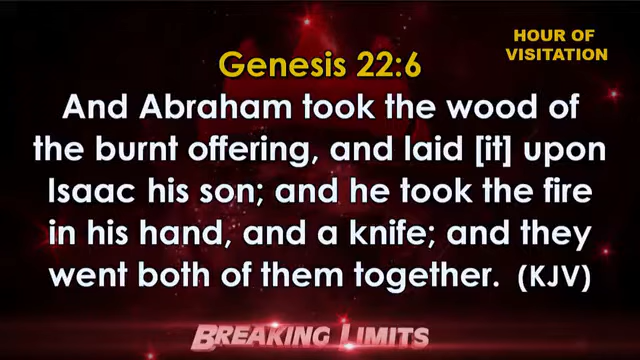 HOUR OF
VISITATION
Genesis 22:6
And Abraham took the wood of
the burnt offering, and laid [it] upon
Isaac his son; and he took the fire
in his hand, and a knife; and they
went both of them together. (KJV)
BREAKING LIMITS